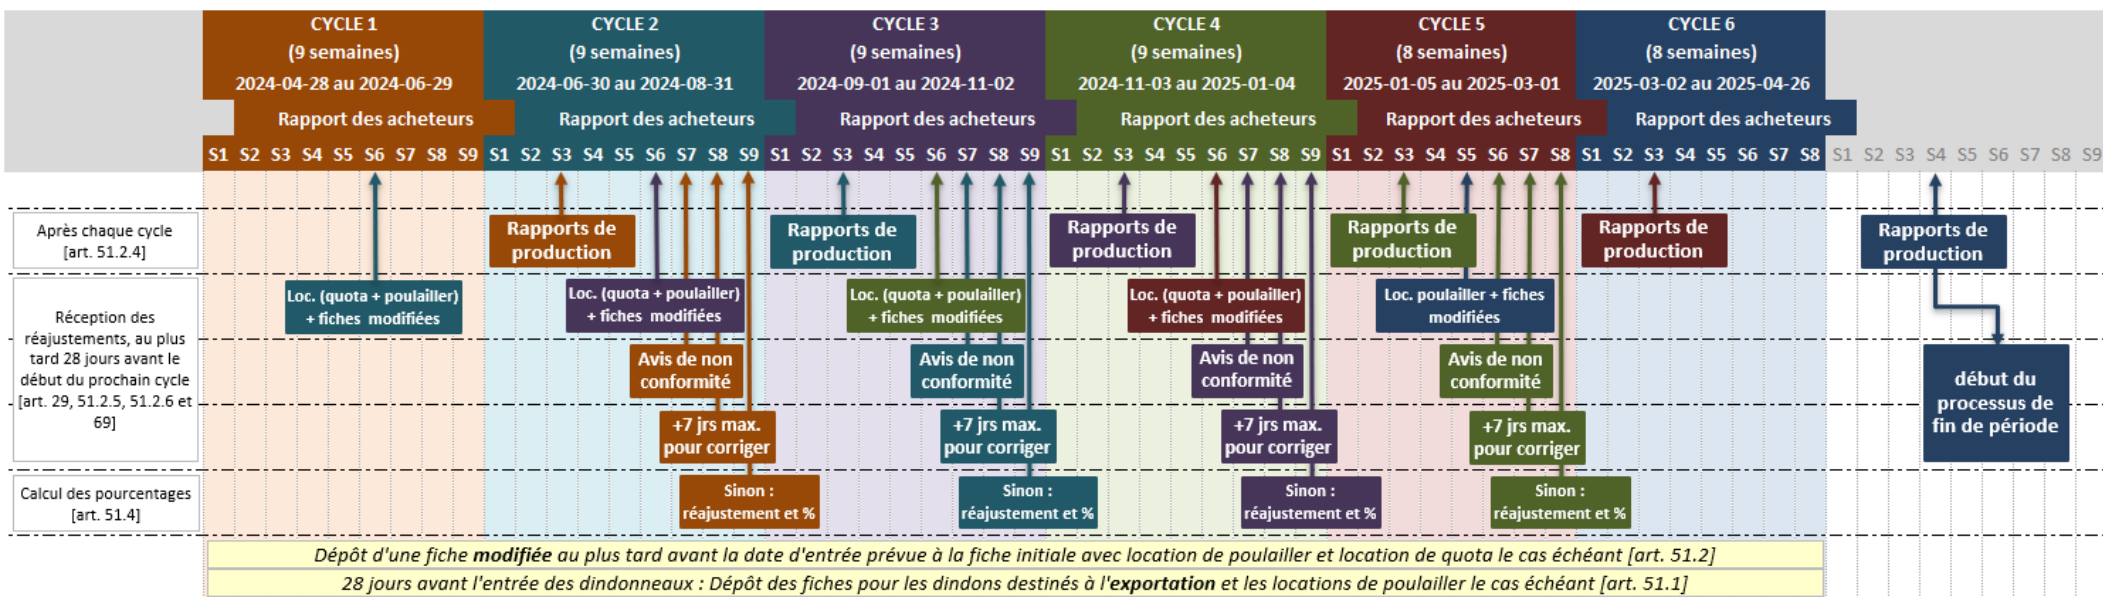 CYCLE 1
(9 semaines)
2024-04-28 au 2024-06-29
CYCLE 2
(9 semaines)
2024-06-30 au 2024-08-31
CYCLE 3
(9 semaines)
2024-09-01 au 2024-11-02
CYCLE 4
(9 semaines)
2024-11-03 au 2025-01-04
CYCLE 5
(8 semaines)
2025-01-05 au 2025-03-01
CYCLE 6
(8 semaines)
2025-03-02 au 2025-04-26
Rapport des acheteurs
Rapport des acheteurs
Rapport des acheteurs
Rapport des acheteurs
Rapport des acheteurs
Rapport des acheteurs
S1 S2 S3 S4 S5 S6 S7 S8 S9 S1 S2 S3 S4 S5 S6 S7 S8 S9 S1 S2 S3 S4 S5 S6 S7 S8 S9 S1 S2 S3 S4 S5 S6 S7 S8 S9 S1 S2 S3 S4 S5 S6 S7 S8 S1 S2 S3 S4 S5 S6 S7 S8 S1 S2 S3 S4 S5 S6 S7 S8 S9
Après chaque cycle
[art. 51.2.4]
Rapports de
production
Rapports de
production
Rapports de
production
Rapports de
production
Rapports de
production
Rapports de
production
Réception des
réajustements, au plus
tard 28 jours avant le
début du prochain cycle
[art. 29, 51.2.5, 51.2.6 et
69]
Loc. (quota + poulailler)
+ fiches modifiées
Loc. (quota + poulailler)
+ fiches modifiées
Loc. (quota + poulailler)
+ fiches modifiées
Loc. (quota + poulailler)
+ fiches modifiées
Loc. poulailler + fiches
modifiées
Avis de non
conformité
Avis de non
conformité
Avis de non
conformité
Avis de non
conformité
début du
processus de
fin de période
+7 jrs max.
pour corriger
+7 jrs max.
pour corriger
+7 jrs max.
pour corriger
+7 jrs max.
pour corriger
Calcul des pourcentages
[art. 51.4]
Sinon :
réajustement et %
Sinon :
réajustement et %
Sinon :
réajustement et %
Sinon :
réajustement et %
Dépôt d'une fiche modifiée au plus tard avant la date d'entrée prévue à la fiche initiale avec location de poulailler et location de quota le cas échéant [art. 51.2]
28 jours avant l'entrée des dindonneaux : Dépôt des fiches pour les dindons destinés à l'exportation et les locations de poulailler le cas échéant [art. 51.1]